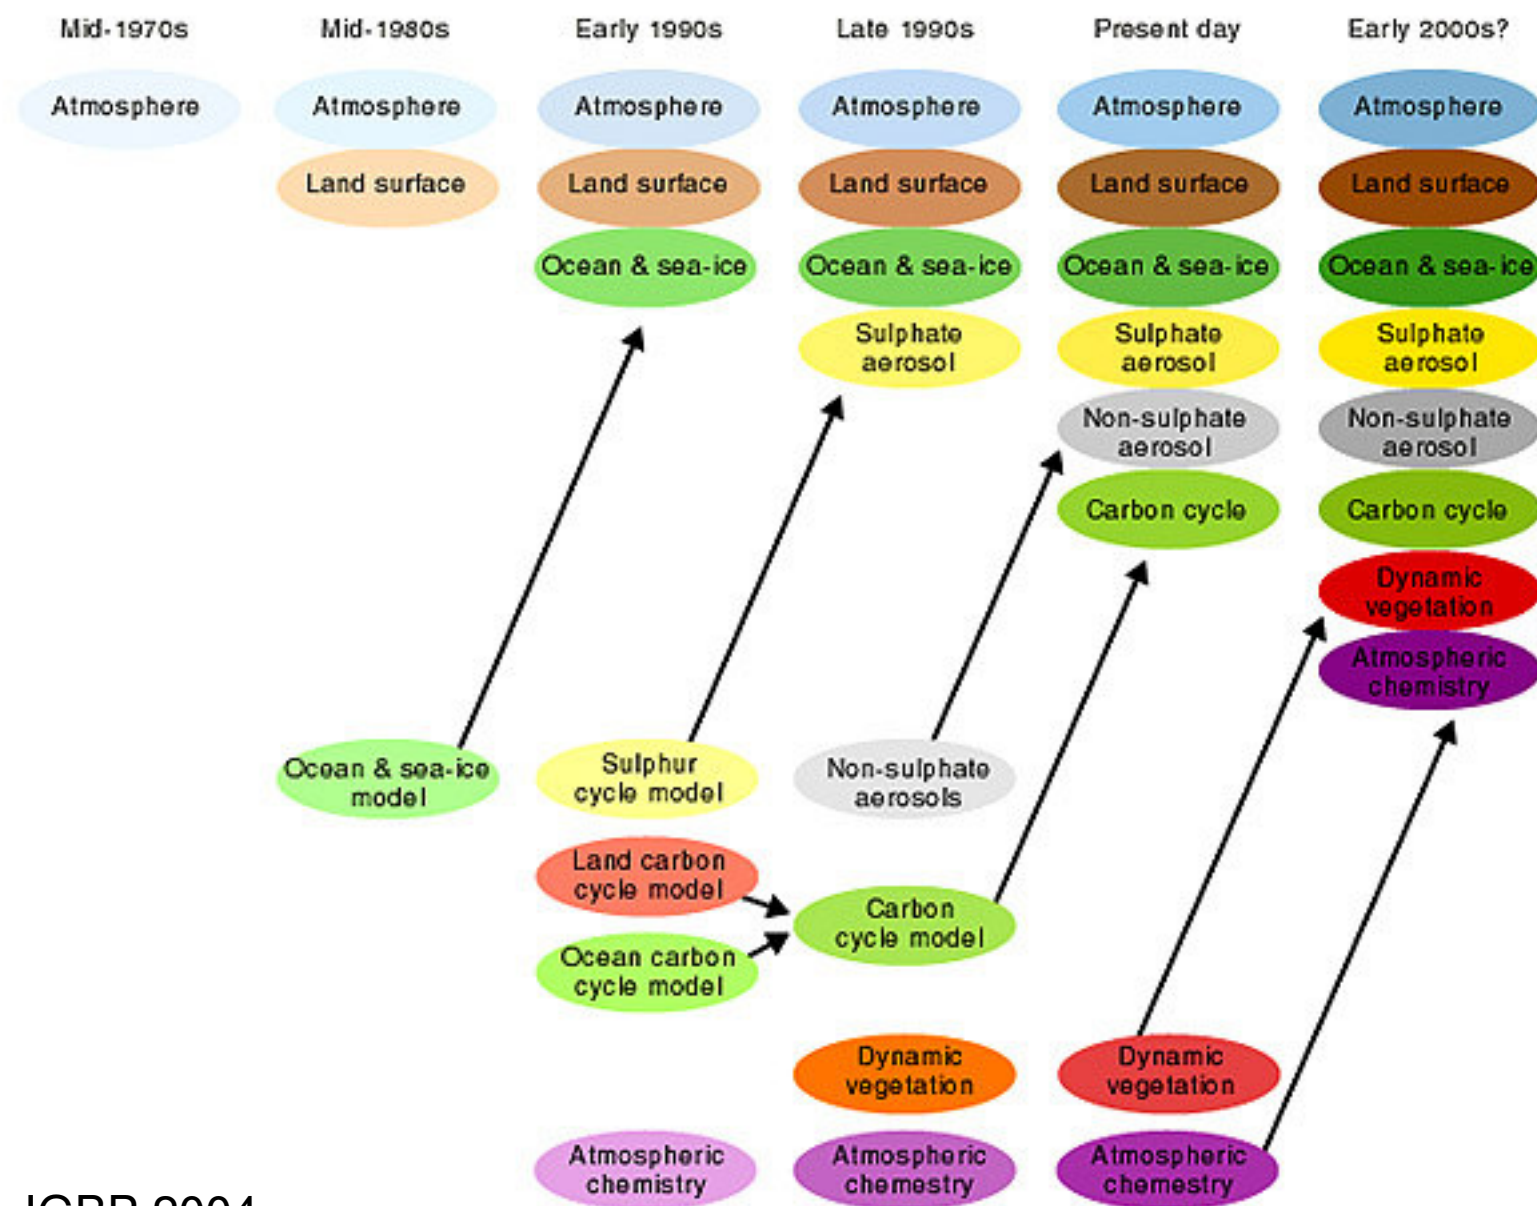 Mid-1970s
Mid-1980s
Early 1990s
Late 1990s
Present day
Early 2000s?
Atmosphere
Atmosphere
Atmosphere
Atmosphere
Atmosphere
Atmosphere
Land surface
Land surface
Land surface
Land surface
Land surface
Ocean & sea-ice
Ocean & sea-ice
Ocean & sea-ice
Ocean & sea-ice
Sulphate
aerosol
Sulphate
aerosol
Sulphate
aerosol
Non-sulphate
aerosol
Non-sulphate
aerosol
Carbon cycle
Carbon cycle
Dynamic
vegetation
Atmospheric
chemistry
Ocean & sea-ice
model
Sulphur
cycle model
Non-sulphate
aerosols
Land carbon
cycle model
Carbon
cycle model
Ocean carbon
cycle model
Dynamic
vegetation
Dynamic
vegetation
Atmospheric
chemistry
Atmospheric
chemestry
Atmospheric
chemestry